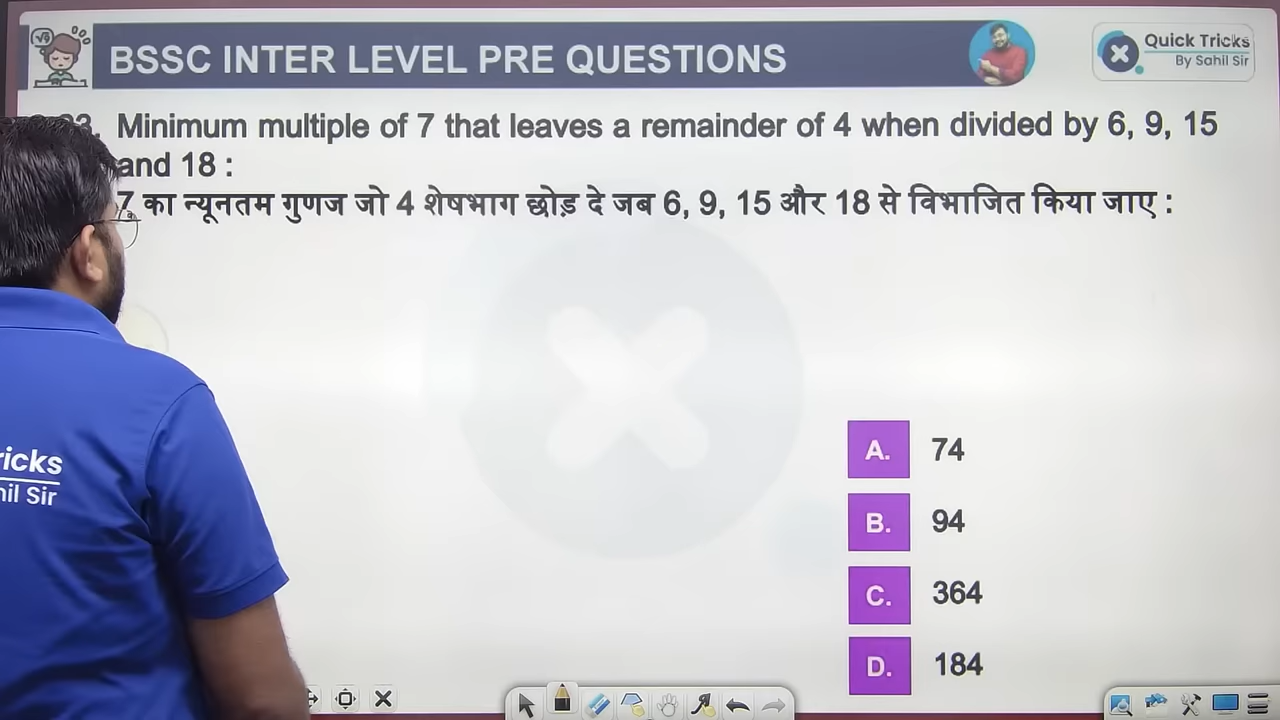 BSSC INTER LEVEL PRE QUESTIONS
Quick Tricks
By Sahil Sir
3. Minimum multiple of 7 that leaves a remainder of 4 when divided by 6, 9, 15
and 18 :
7 का न्यूनतम गुणज जो 4 शेषभाग छोड़ दे जब 6, 9, 15 और 18 से विभाजित किया जाए :
A. 74
B. 94
C. 364
D. 184
ricks
hil Sir